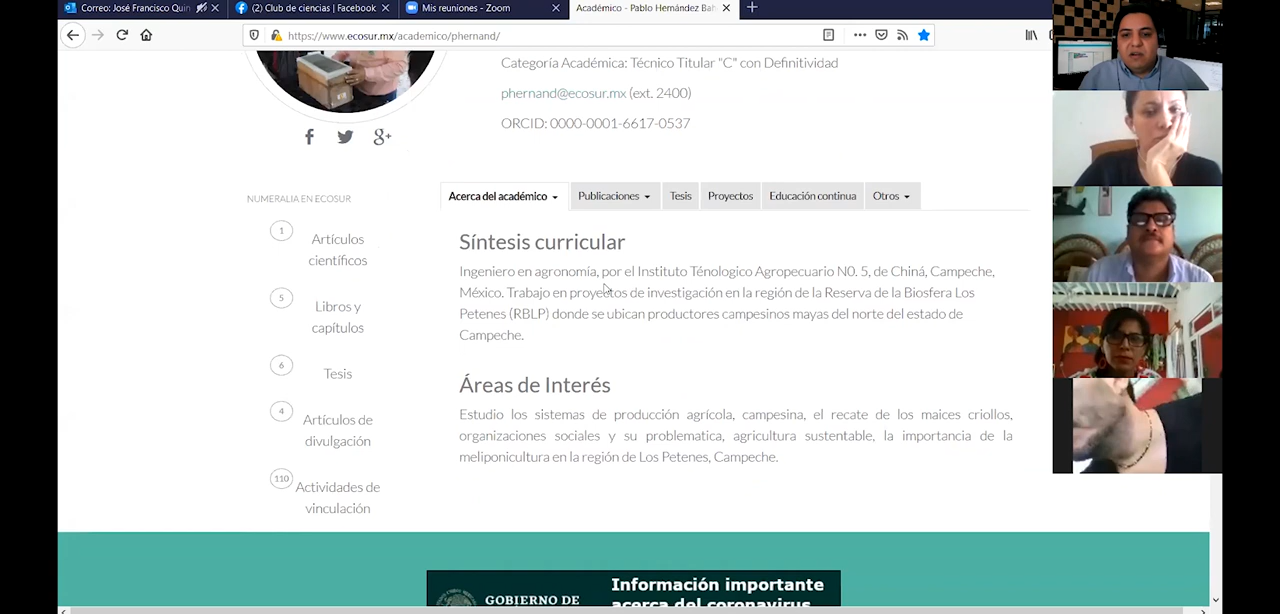 Correo: José Francisco Quin
(2) Club de ciencias | Facebook
Mis reuniones - Zoom
Académico - Pablo Hernández Bah
https://www.ecosur.mx/academico/phernand/
Categoría Académica: Técnico Titular "C" con Definitividad
phernand@ecosur.mx (ext. 2400)
ORCID: 0000-0001-6617-0537
NUMERALIA EN ECOSUR
1
Artículos
científicos
5
Libros y
capítulos
6
Tesis
4
Artículos de
divulgación
110
Actividades de
vinculación
Acerca del académico
Publicaciones
Tesis
Proyectos
Educación continua
Otros
Síntesis curricular
Ingeniero en agronomía, por el Instituto Ténologico Agropecuario N0. 5, de Chiná, Campeche,
México. Trabajo en proyectos de investigación en la región de la Reserva de la Biosfera Los
Petenes (RBLP) donde se ubican productores campesinos mayas del norte del estado de
Campeche.
Áreas de Interés
Estudio los sistemas de producción agrícola, campesina, el recate de los maices criollos,
organizaciones sociales y su problematica, agricultura sustentable, la importancia de la
meliponicultura en la región de Los Petenes, Campeche.
GOBIERNO DE
Información importante
acerca del coronavirus